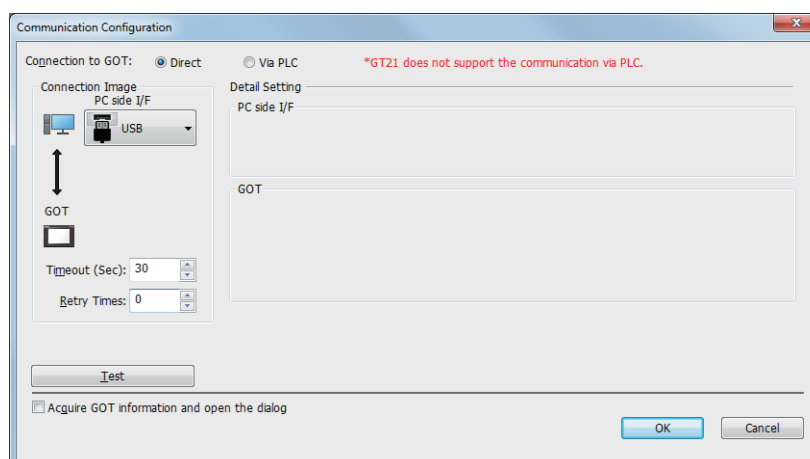 Communication Configuration
Connection to GOT: Direct Via PLC *GT21 does not support the communication via PLC.
Connection Image
PC side I/F
USB
GOT
Timeout (Sec): 30
Retry Times: 0
Detail Setting
PC side I/F
GOT
Test
Acquire GOT information and open the dialog
OK Cancel